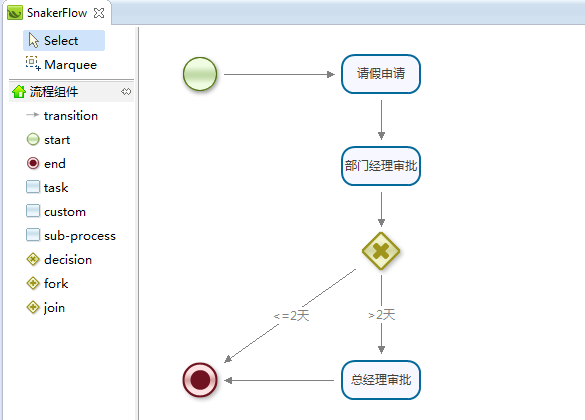 SnakerFlow
Select
Marquee
流程组件
transition
start
end
task
custom
sub-process
decision
fork
join
请假申请
部门经理审批
<=2天
>2天
总经理审批